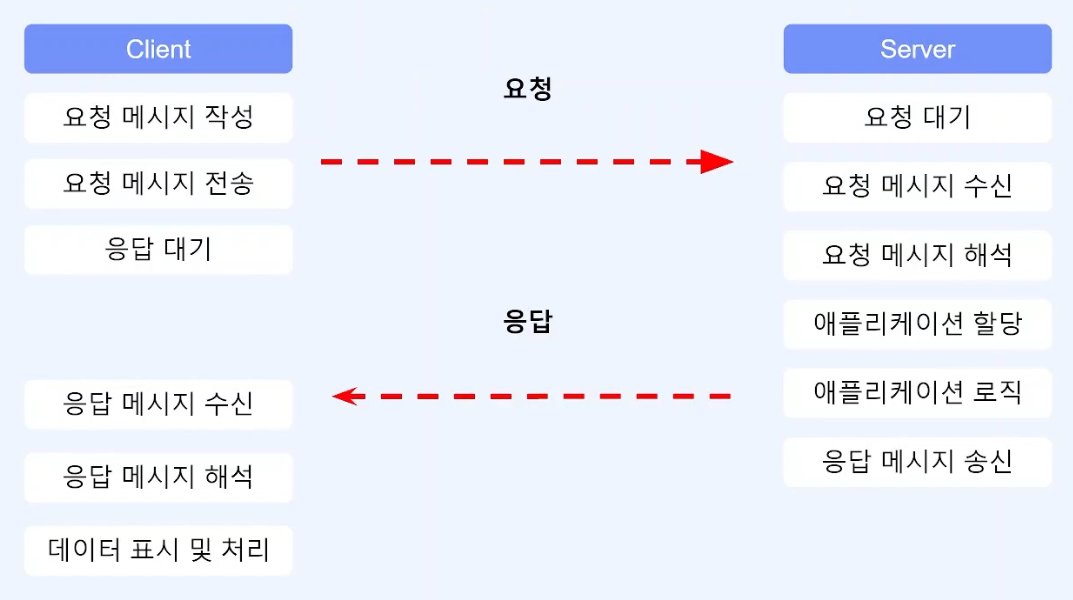 Client
요청 메시지 작성
요청 메시지 전송
응답 대기
응답 메시지 수신
응답 메시지 해석
데이터 표시 및 처리
요청
응답
Server
요청 대기
요청 메시지 수신
요청 메시지 해석
애플리케이션 할당
애플리케이션 로직
응답 메시지 송신